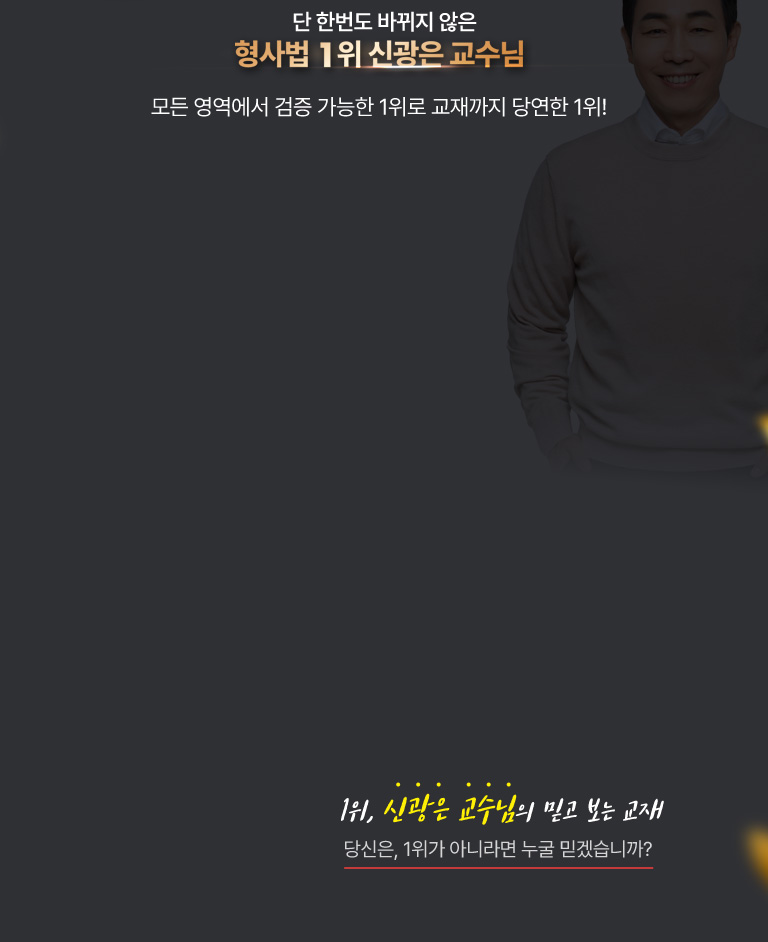 단 한번도 바뀌지 않은
형사법 1위 신광은 교수님
모든 영역에서 검증 가능한 1위로 교재까지 당연한 1위!
1위, 신광은 교수님의 믿고 보는 교재
당신은, 1위가 아니라면 누굴 믿겠습니까?